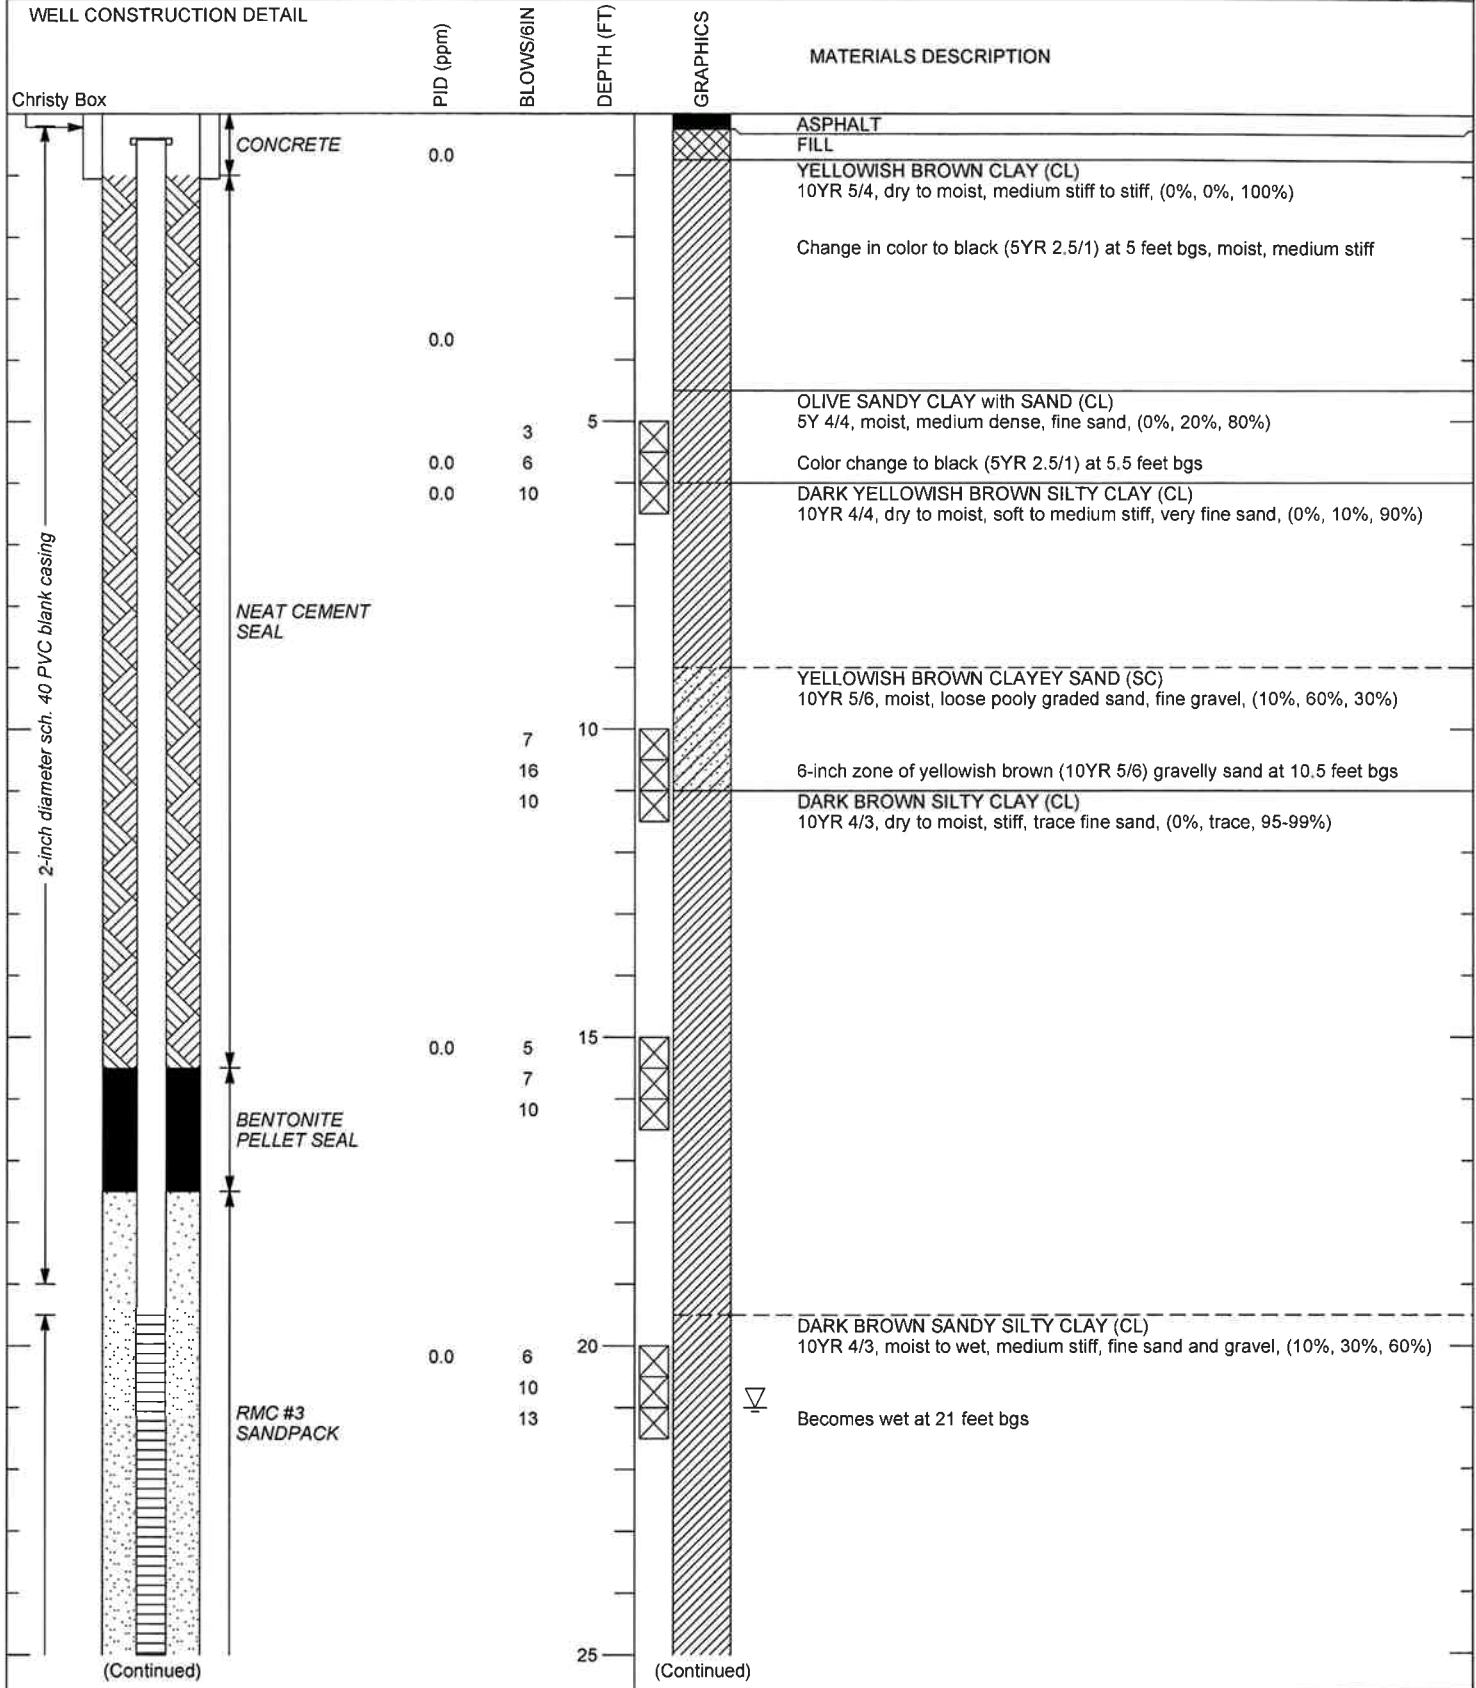 WELL CONSTRUCTION DETAIL
PID (ppm)
BLOWS/6IN
DEPTH (FT)
GRAPHICS
MATERIALS DESCRIPTION
Christy Box
CONCRETE
0.0
ASPHALT
FILL
YELLOWISH BROWN CLAY (CL)
10YR 5/4, dry to moist, medium stiff to stiff, (0%, 0%, 100%)
Change in color to black (5YR 2.5/1) at 5 feet bgs, moist, medium stiff
0.0
OLIVE SANDY CLAY with SAND (CL)
5Y 4/4, moist, medium dense, fine sand, (0%, 20%, 80%)
3
5
0.0
6
Color change to black (5YR 2.5/1) at 5.5 feet bgs
0.0
10
DARK YELLOWISH BROWN SILTY CLAY (CL)
10YR 4/4, dry to moist, soft to medium stiff, very fine sand, (0%, 10%, 90%)
2-inch diameter sch. 40 PVC blank casing
NEAT CEMENT
SEAL
YELLOWISH BROWN CLAYEY SAND (SC)
10YR 5/6, moist, loose pooly graded sand, fine gravel, (10%, 60%, 30%)
7
10
16
6-inch zone of yellowish brown (10YR 5/6) gravelly sand at 10.5 feet bgs
10
DARK BROWN SILTY CLAY (CL)
10YR 4/3, dry to moist, stiff, trace fine sand, (0%, trace, 95-99%)
0.0
5
15
7
10
BENTONITE
PELLET SEAL
DARK BROWN SANDY SILTY CLAY (CL)
10YR 4/3, moist to wet, medium stiff, fine sand and gravel, (10%, 30%, 60%)
0.0
6
20
10
13
Becomes wet at 21 feet bgs
RMC #3
SANDPACK
25
(Continued)
(Continued)